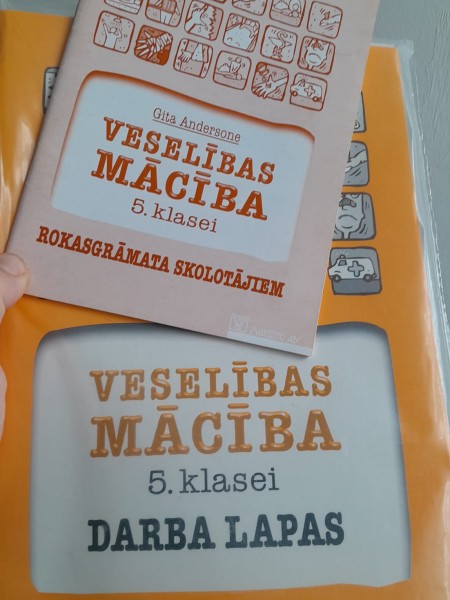 Gita Andersone
VESELĪBAS
MĀCĪBA
5. klasei
ROKASGRĀMATA SKOLOTĀJIEM
VESELĪBAS
MĀCĪBA
5. klasei
DARBA LAPAS